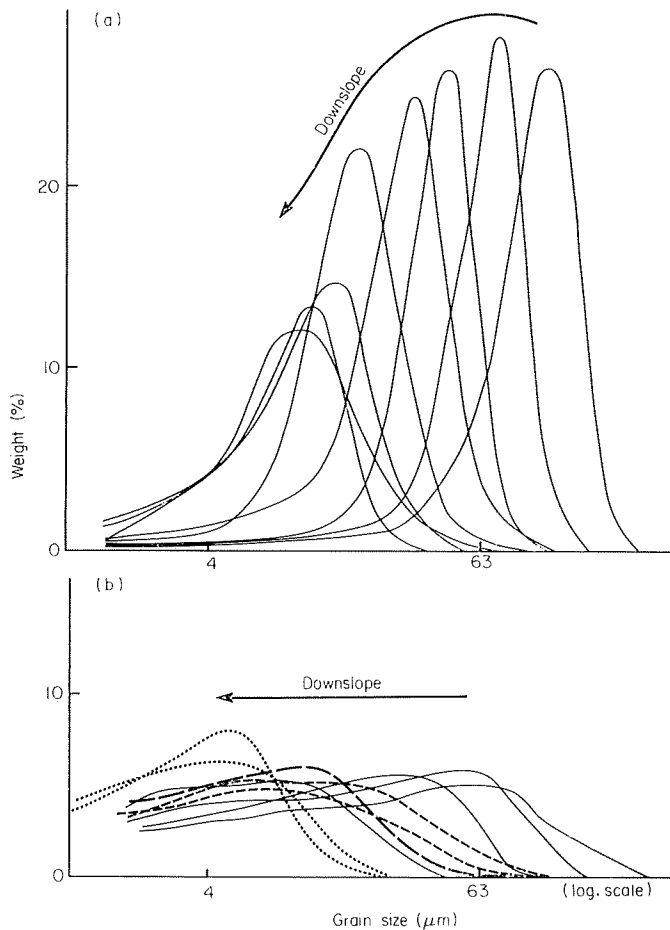 (a)
Downslope
20
10
0
Weight (%)
4
63
(b)
Downslope
10
0
4
63
(log. scale)
Grain size (μm)